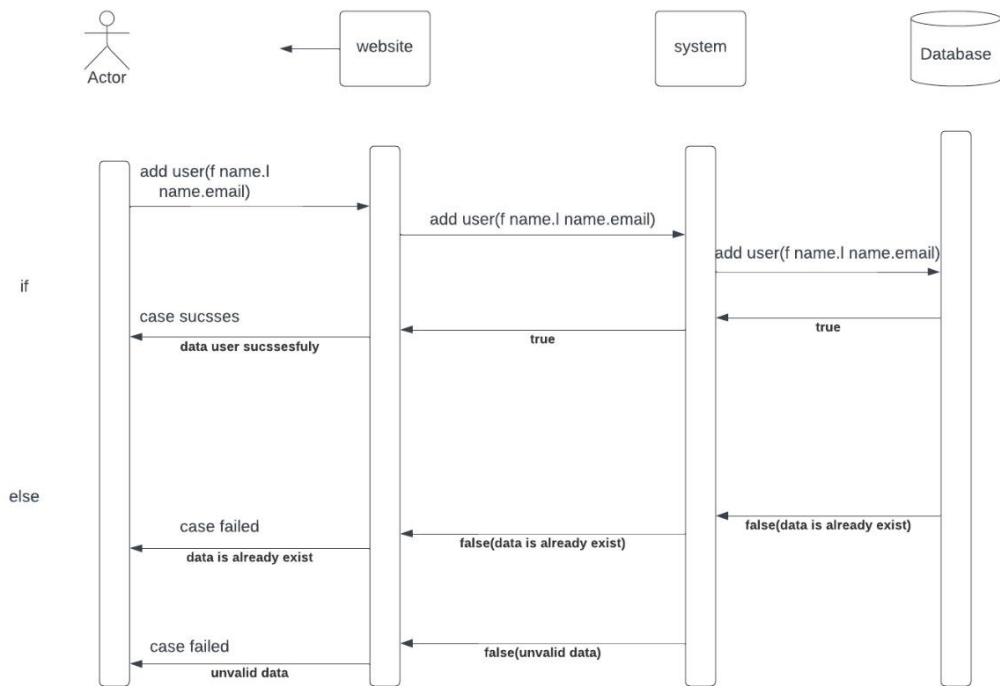 website
system
Database
Actor
add user(f name.l
name.email)
add user(f name.l name.email)
add user(f name.l name.email)
if
case sucsses
data user sucssesfuly
true
true
else
case failed
data is already exist
false(data is already exist)
false(data is already exist)
case failed
unvalid data
false(unvalid data)